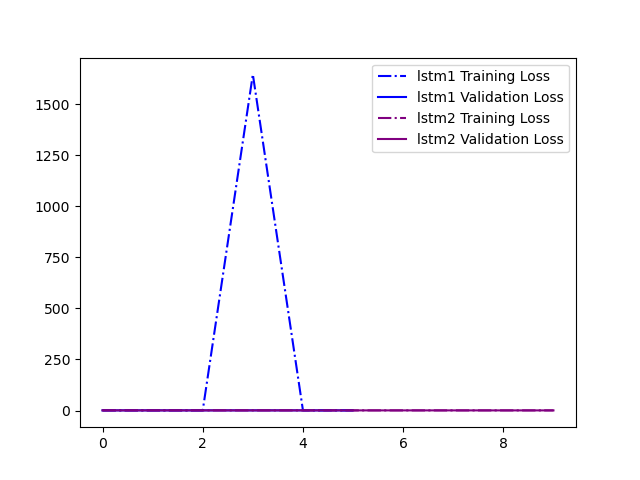 lstm1 Training Loss
lstm1 Validation Loss
lstm2 Training Loss
lstm2 Validation Loss
1500
1250
1000
750
500
250
0
0 2 4 6 8